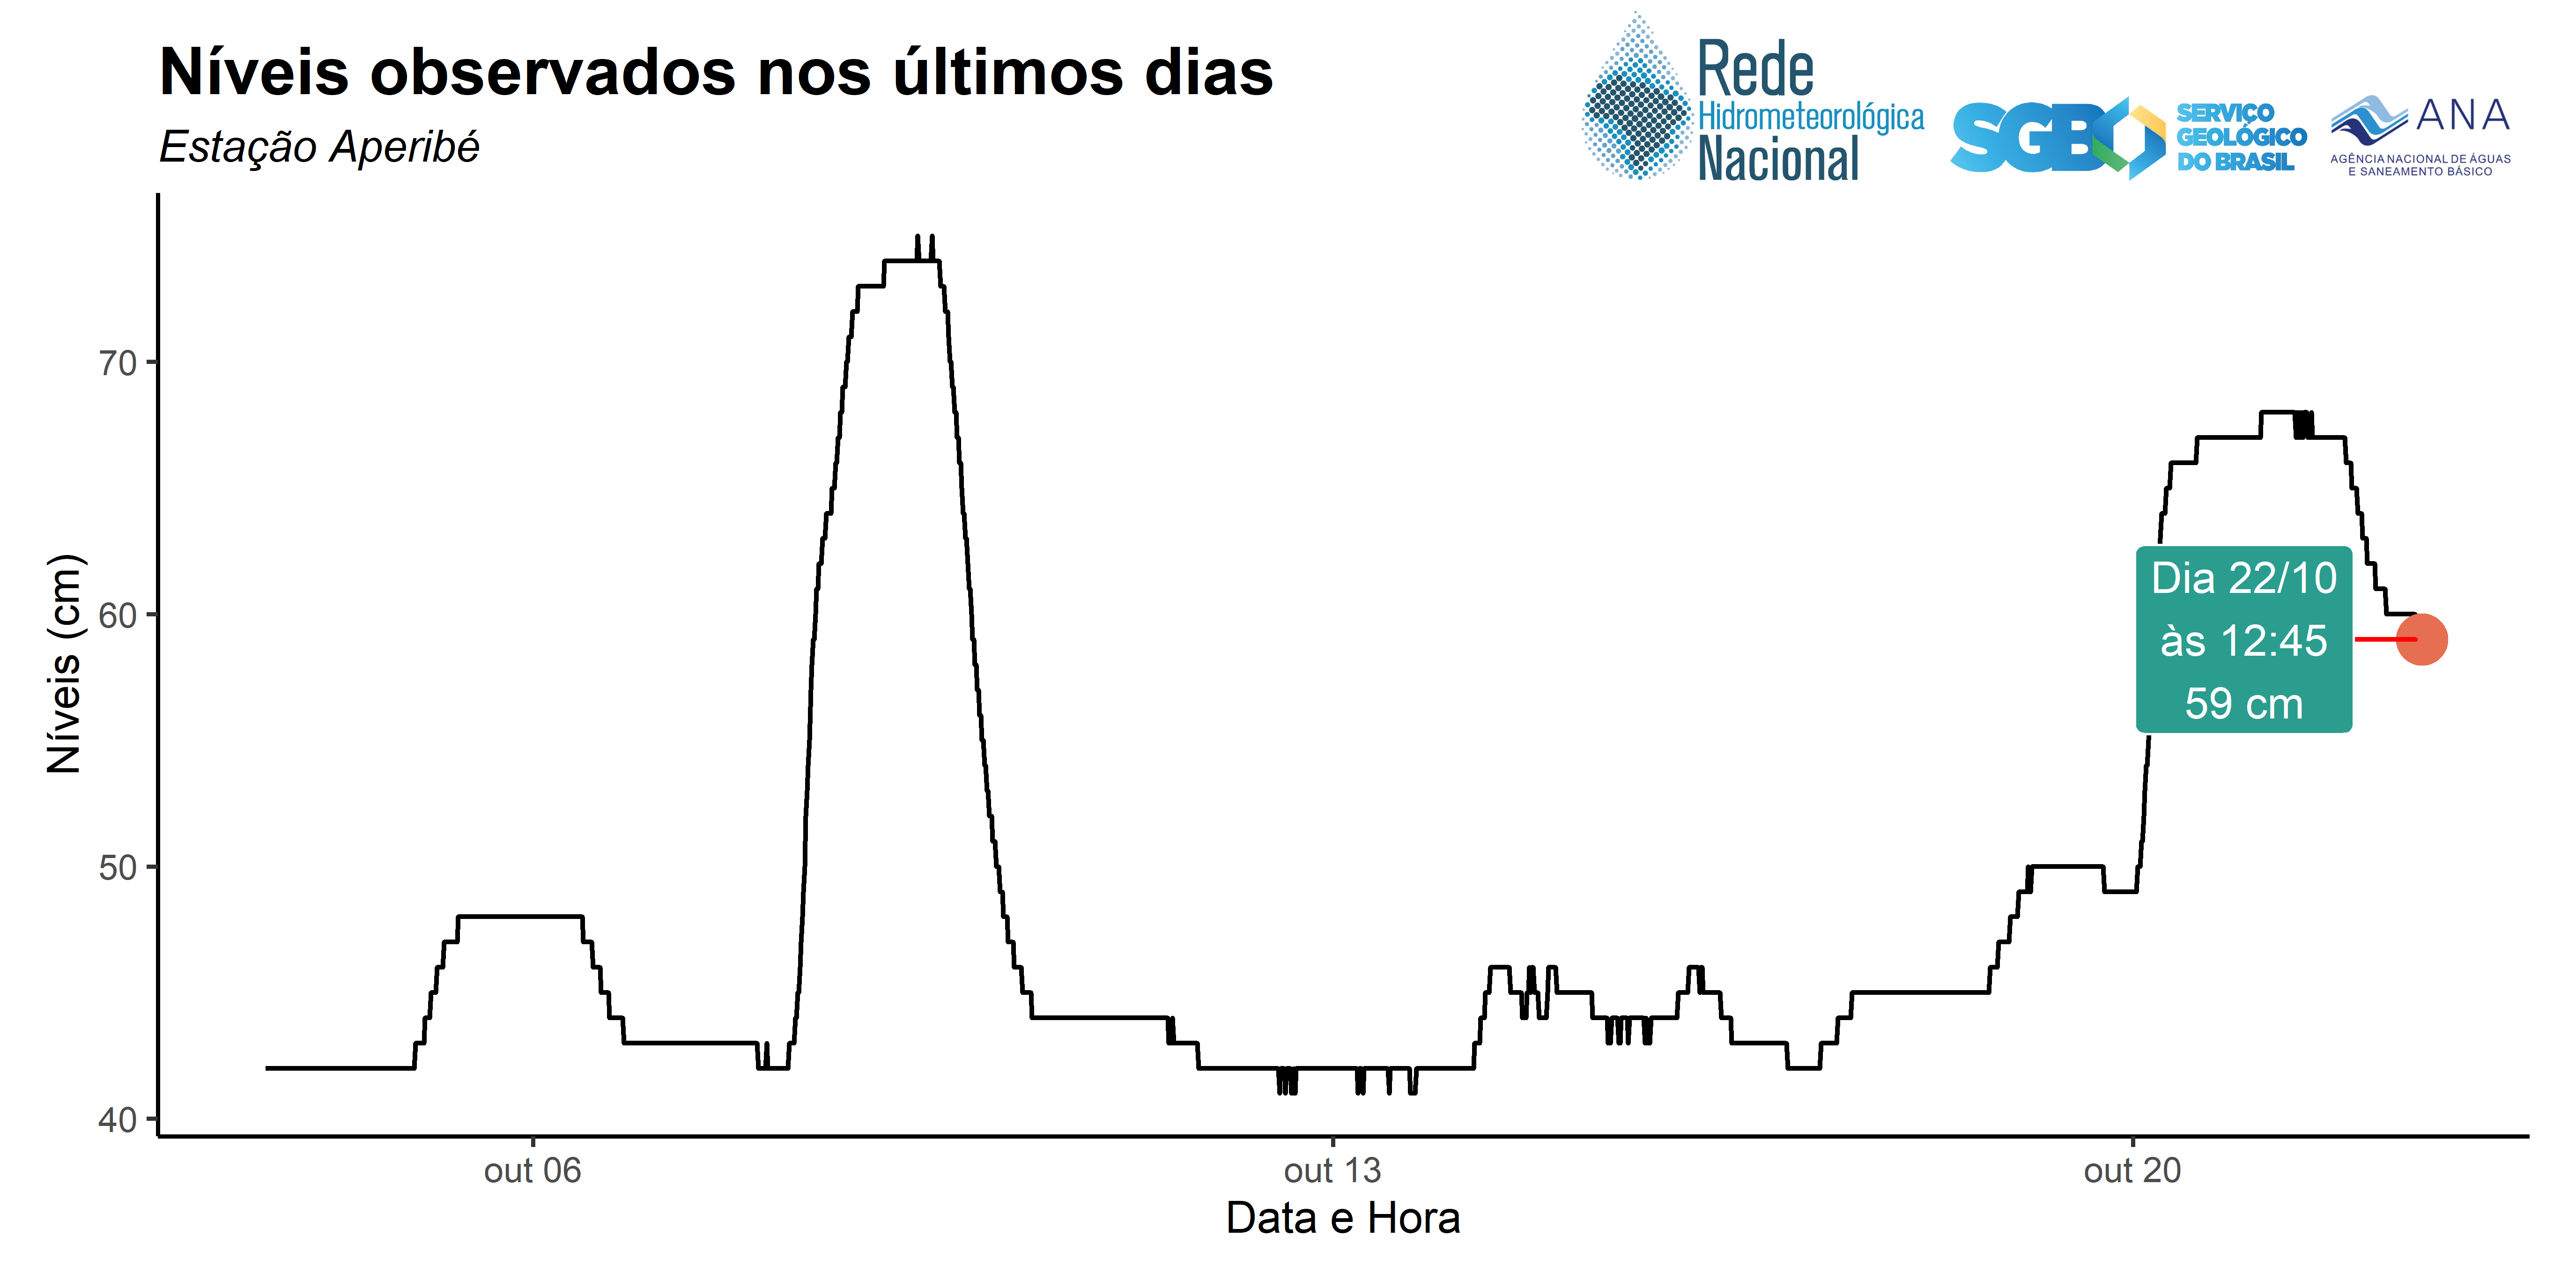 Níveis observados nos últimos dias
Estação Aperibé
Rede
Hidrometeorológica
Nacional
SGB
SERVIÇO
GEOLÓGICO
DO BRASIL
ANA
AGÊNCIA NACIONAL DE ÁGUAS
E SANEAMENTO BÁSICO
Níveis (cm)
70
60
50
40
Dia 22/10
às 12:45
59 cm
out 06
out 13
out 20
Data e Hora